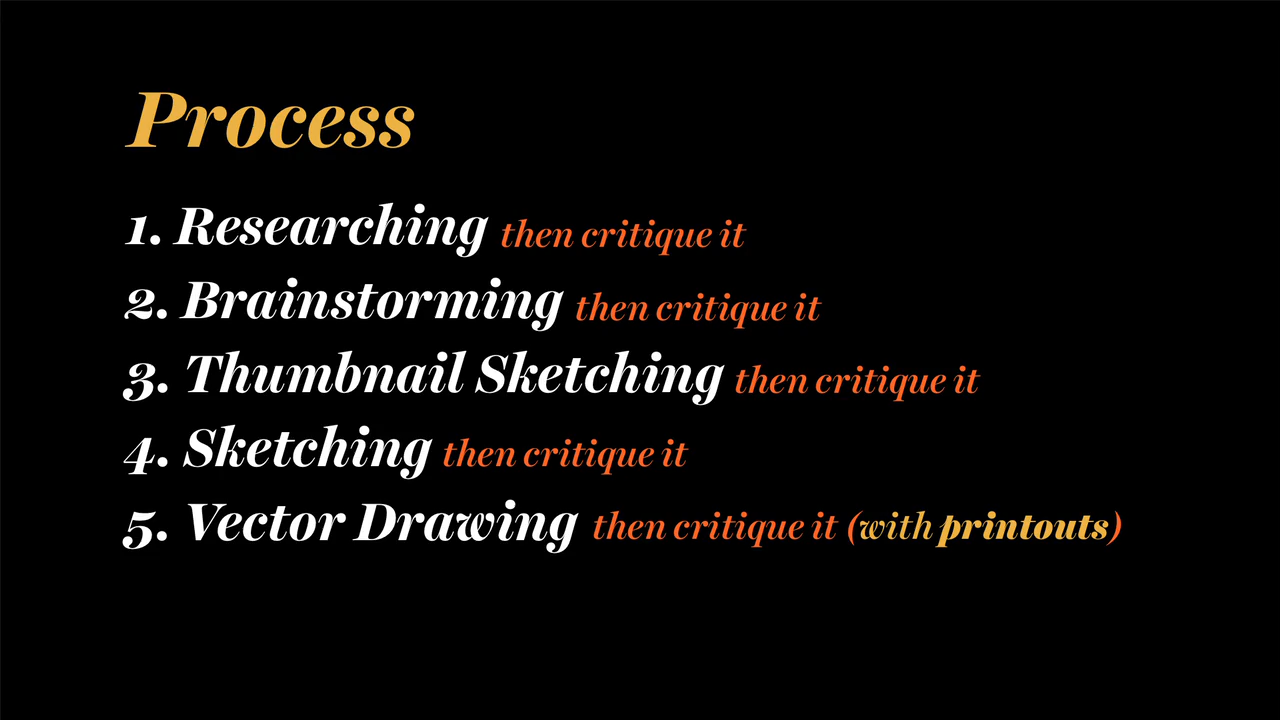 Process
1. Researching then critique it
2. Brainstorming then critique it
3. Thumbnail Sketching then critique it
4. Sketching then critique it
5. Vector Drawing then critique it (with printouts)